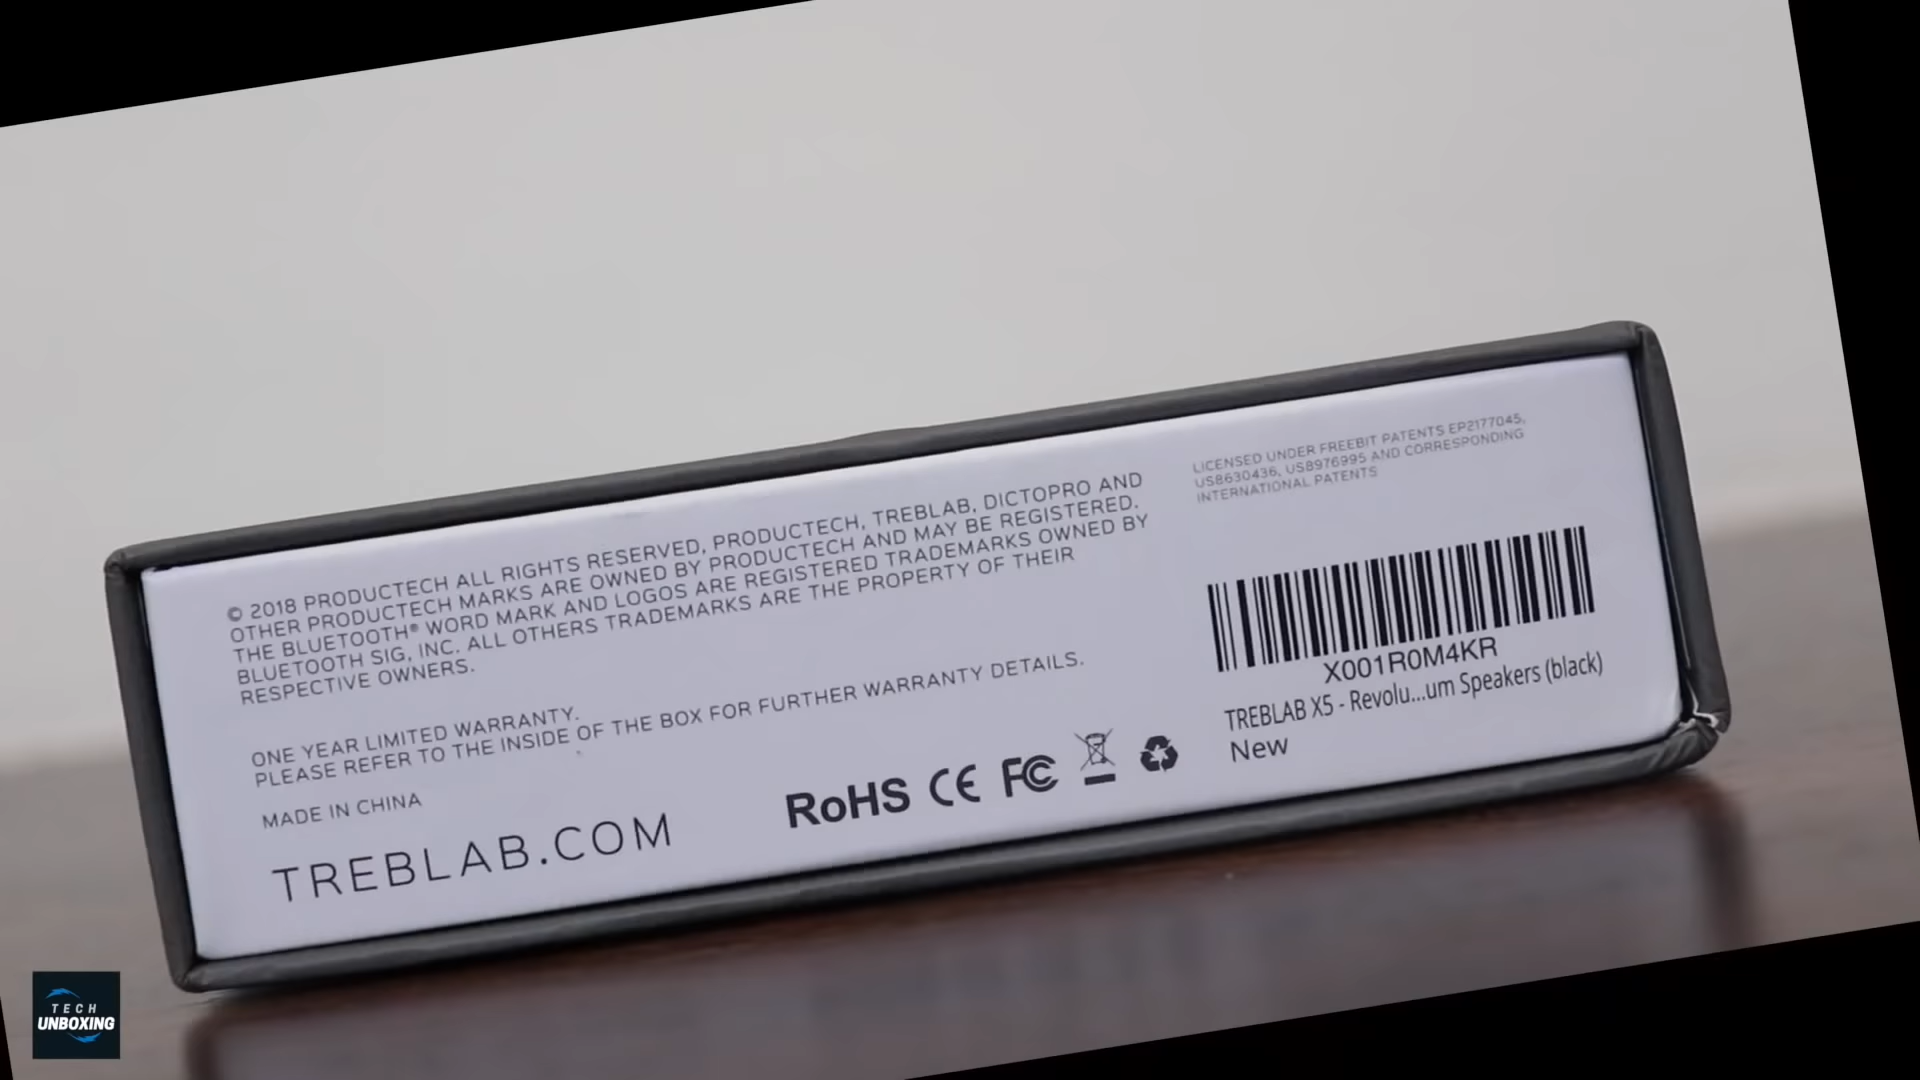 © 2018 PRODUCTECH ALL RIGHTS RESERVED, PRODUCTECH, TREBLAB, DICTOPRO AND
OTHER PRODUCTECH MARKS ARE OWNED BY PRODUCTECH AND MAY BE REGISTERED.
THE BLUETOOTH® WORD MARK AND LOGOS ARE REGISTERED TRADEMARKS OWNED BY
BLUETOOTH SIG, INC. ALL OTHERS TRADEMARKS ARE THE PROPERTY OF THEIR
RESPECTIVE OWNERS.
ONE YEAR LIMITED WARRANTY.
PLEASE REFER TO THE INSIDE OF THE BOX FOR FURTHER WARRANTY DETAILS.
MADE IN CHINA
TREBLAB.COM
RoHS CE FC
LICENSED UNDER FREEBIT PATENTS EP2177045,
US8630436, US8976995 AND CORRESPONDING
INTERNATIONAL PATENTS
X001R0M4KR
TREBLAB X5 - Revolu...um Speakers (black)
New
TECH
UNBOXING